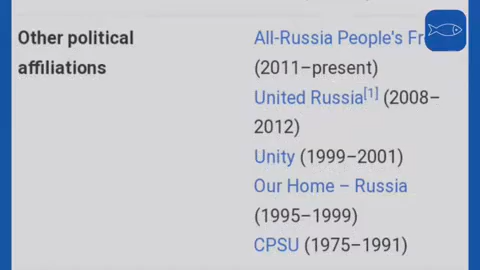 Other political
affiliations
All-Russia People's
(2011–present)
United Russia[1] (2008–
2012)
Unity (1999–2001)
Our Home – Russia
(1995–1999)
CPSU (1975–1991)